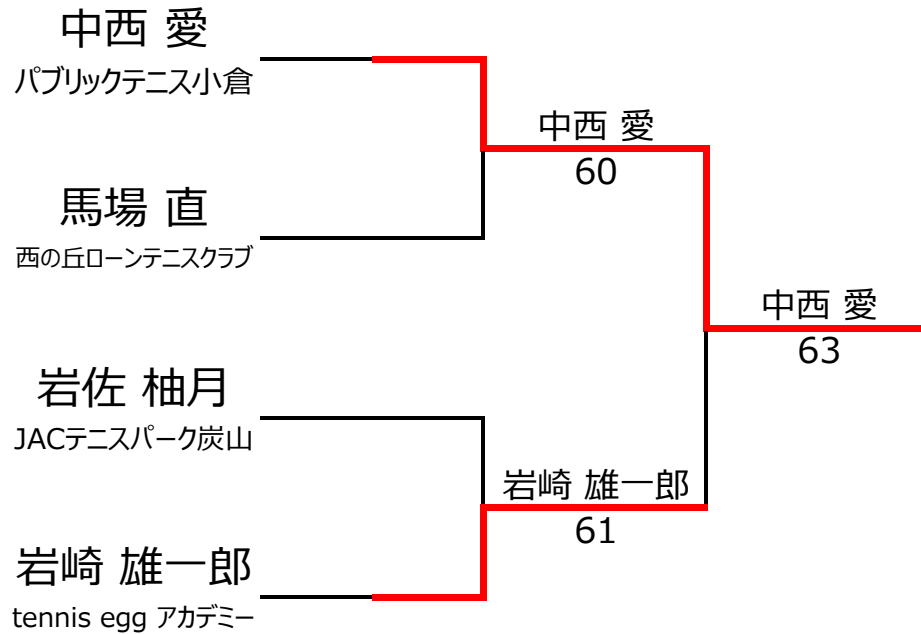 中西 愛
パブリックテニス小倉
中西 愛
60
馬場 直
西の丘ローンテニスクラブ
中西 愛
63
岩佐 柚月
JACテニスパーク炭山
岩崎 雄一郎
61
岩崎 雄一郎
tennis egg アカデミー